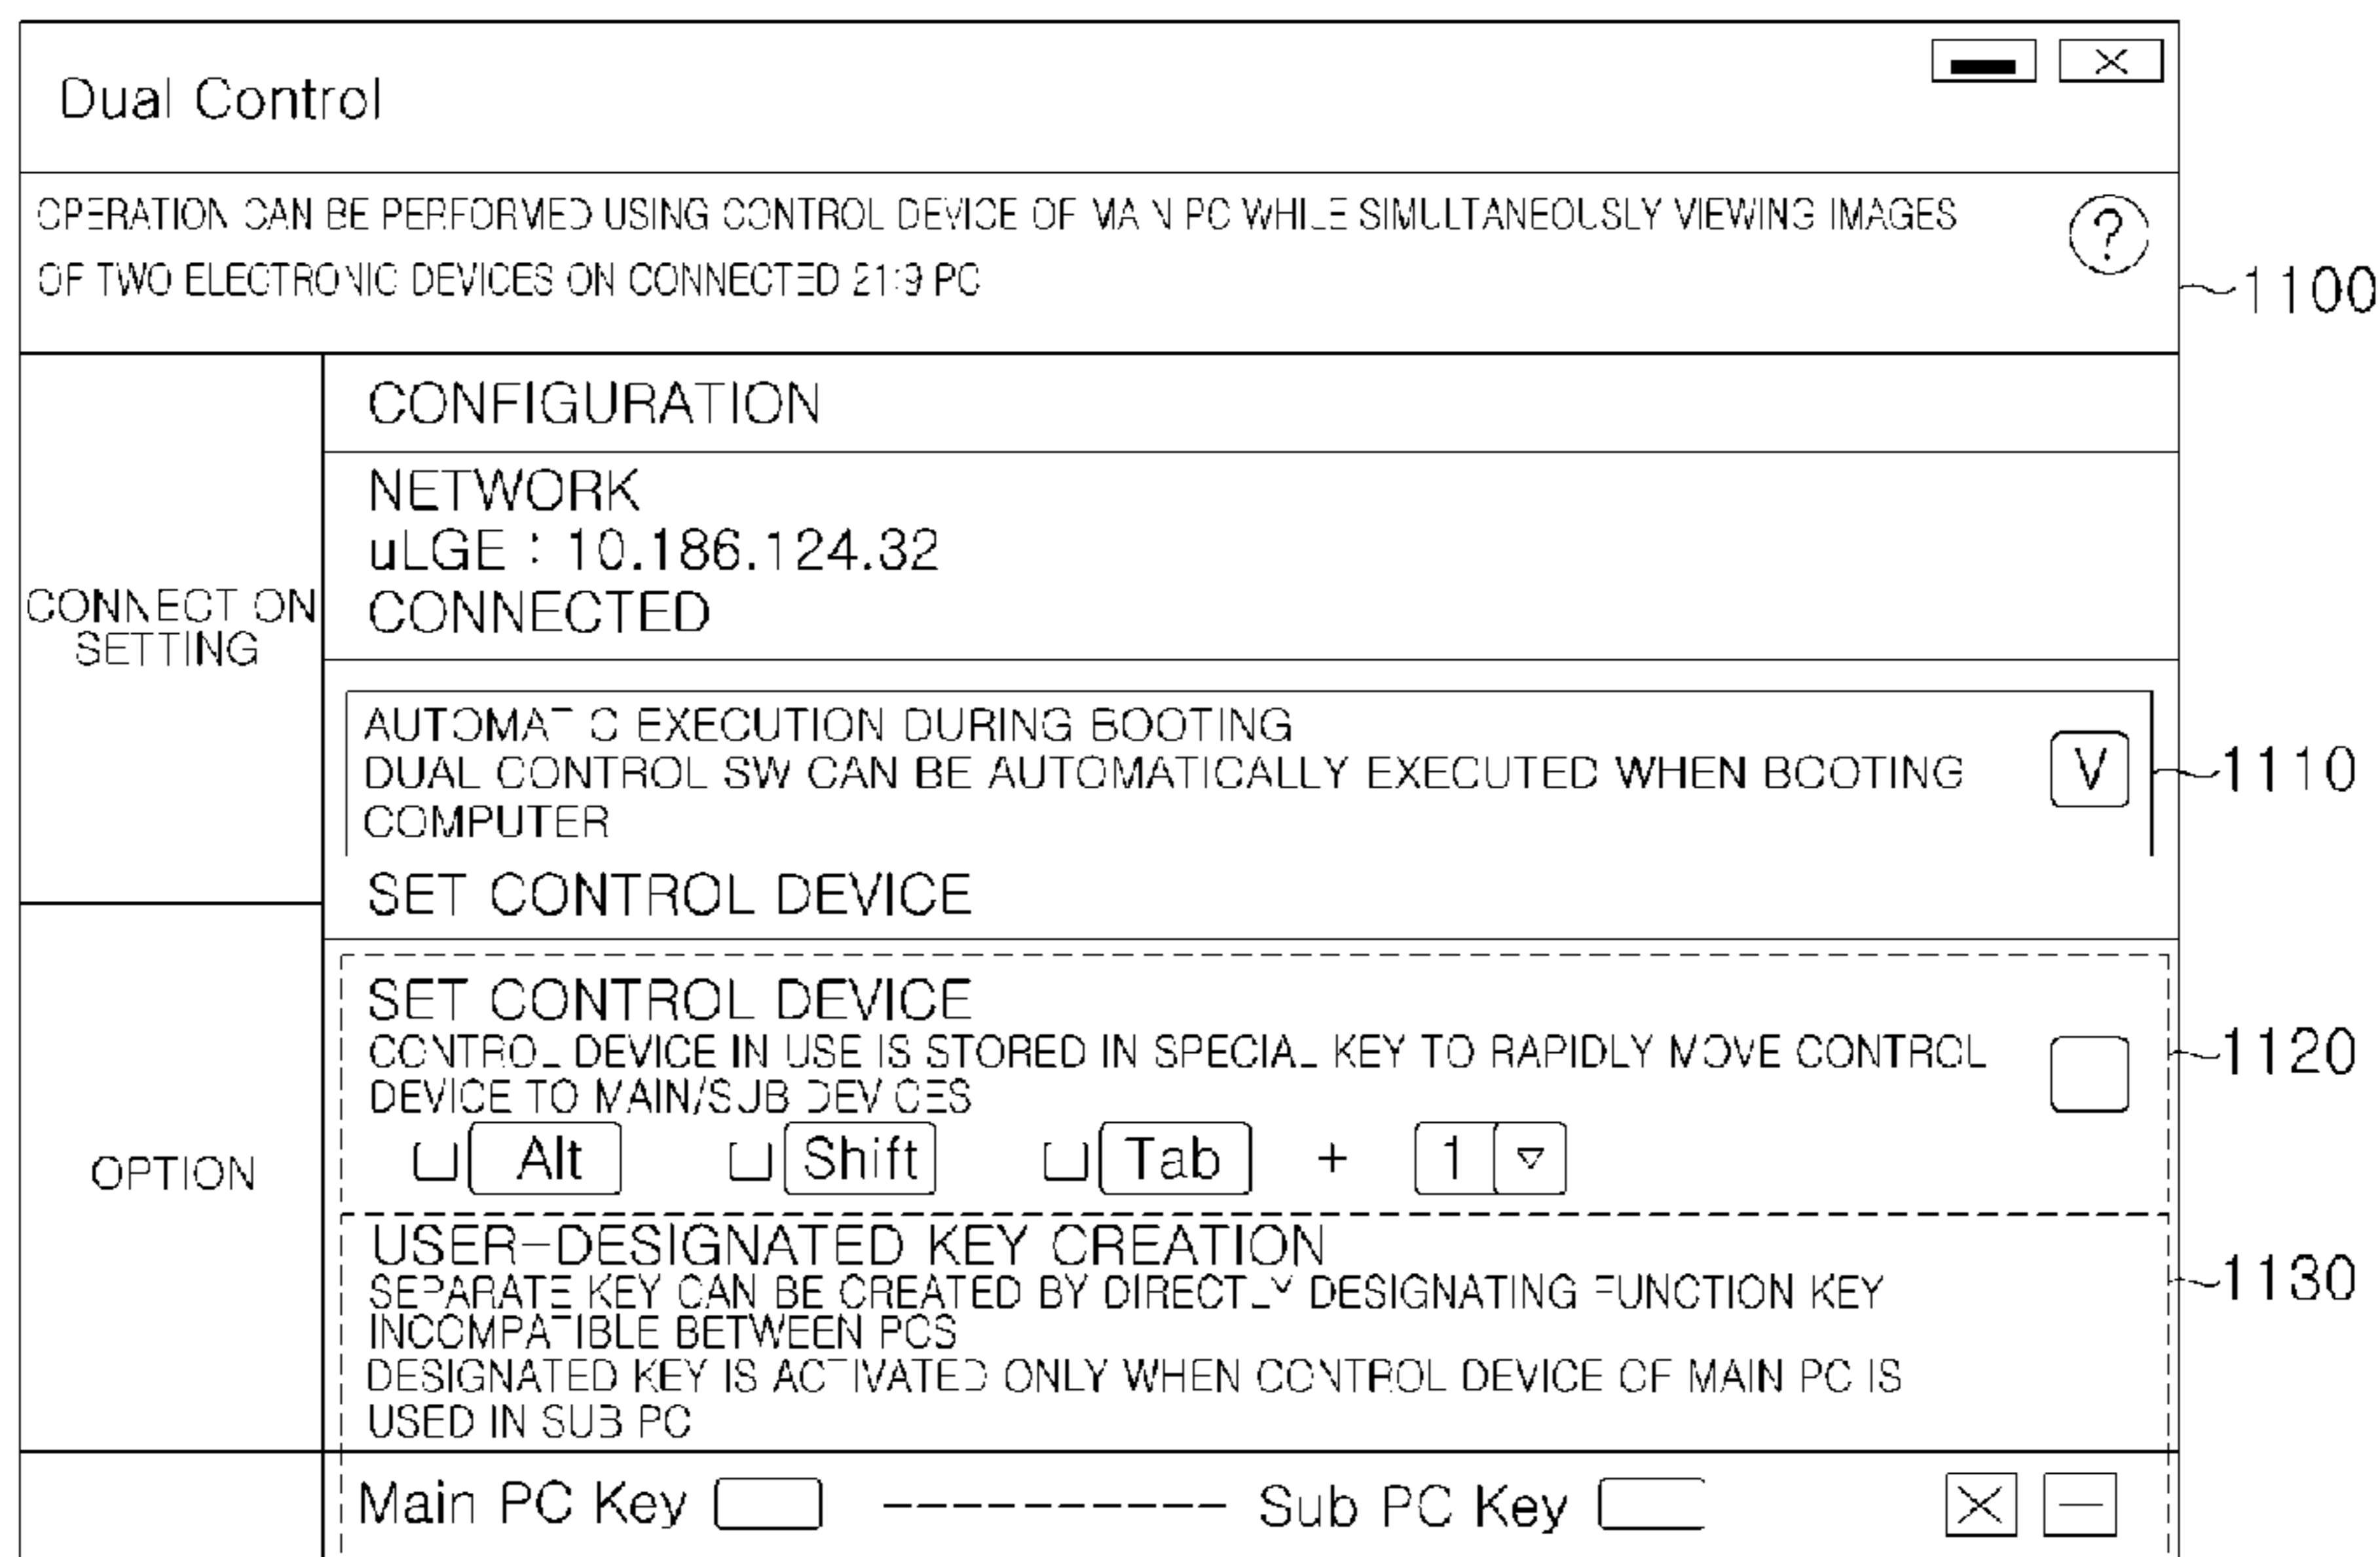 Dual Control
X
OPERATION CAN BE PERFORMED USING CONTROL DEVICE OF MAIN PC WHILE SIMULTANEOUSLY VIEWING IMAGES
OF TWO ELECTRONIC DEVICES ON CONNECTED 21:9 PC
?
1100
CONFIGURATION
NETWORK
uLGE : 10.186.124.32
CONNECTED
CONNECTION
SETTING
AUTOMATIC EXECUTION DURING BOOTING
DUAL CONTROL SW CAN BE AUTOMATICALLY EXECUTED WHEN BOOTING
COMPUTER
V
1110
SET CONTROL DEVICE
SET CONTROL DEVICE
CONTROL DEVICE IN USE IS STORED IN SPECIAL KEY TO RAPIDLY MOVE CONTROL
DEVICE TO MAIN/SUB DEVICES
1120
Alt Shift Tab + 1
OPTION
USER-DESIGNATED KEY CREATION
SEPARATE KEY CAN BE CREATED BY DIRECTLY DESIGNATING FUNCTION KEY
INCOMPATIBLE BETWEEN PCS
DESIGNATED KEY IS ACTIVATED ONLY WHEN CONTROL DEVICE OF MAIN PC IS
USED IN SUB PC
1130
Main PC Key ---------- Sub PC Key X